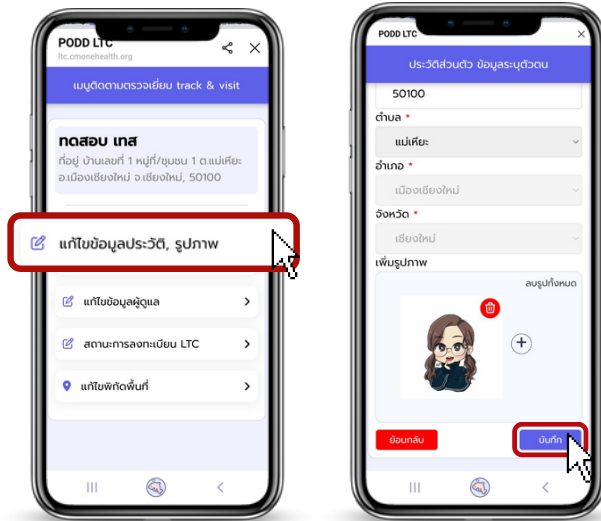 PODD LTC
ltc.cmonehealth.org
เมนูติดตามตรวจเยี่ยม track & visit
ทดสอบ เทส
ที่อยู่ บ้านเลขที่ 1 หมู่ที่/ชุมชน 1 ต.แม่เหียะ
อ.เมืองเชียงใหม่ จ.เชียงใหม่, 50100
แก้ไขข้อมูลประวัติ, รูปภาพ
แก้ไขข้อมูลผู้ดูแล
สถานะการลงทะเบียน LTC
แก้ไขพิกัดพื้นที่
PODD LTC
ประวัติส่วนตัว ข้อมูลระบุตัวตน
50100
ตำบล *
แม่เหียะ
อำเภอ *
เมืองเชียงใหม่
จังหวัด *
เชียงใหม่
เพิ่มรูปภาพ
ลบรูปทั้งหมด
ย้อนกลับ
บันทึก